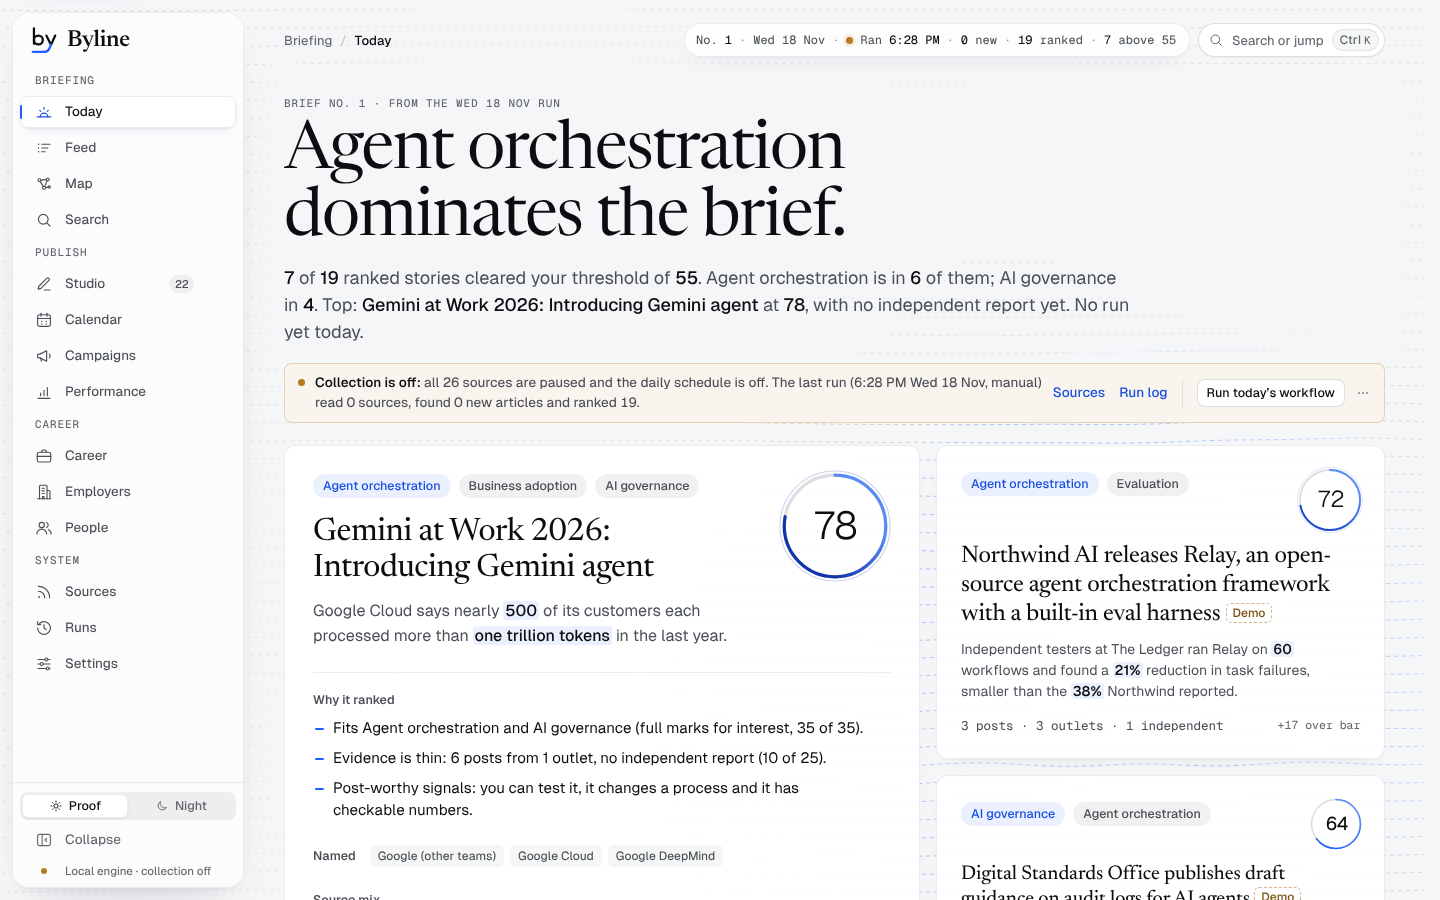 by Byline
BRIEFING
Today
Feed
Map
Search
PUBLISH
Studio 22
Calendar
Campaigns
Performance
CAREER
Career
Employers
People
SYSTEM
Sources
Runs
Settings
Proof Night
Collapse
Local engine · collection off
Briefing / Today
No. 1 · Wed 18 Nov · Ran 6:28 PM · 0 new · 19 ranked · 7 above 55
Search or jump Ctrl K
BRIEF NO. 1 · FROM THE WED 18 NOV RUN
Agent orchestration
dominates the brief.
7 of 19 ranked stories cleared your threshold of 55. Agent orchestration is in 6 of them; AI governance
in 4. Top: Gemini at Work 2026: Introducing Gemini agent at 78, with no independent report yet. No run
yet today.
Collection is off: all 26 sources are paused and the daily schedule is off. The last run (6:28 PM Wed 18 Nov, manual)
read 0 sources, found 0 new articles and ranked 19.
Sources Run log Run today's workflow ···
Agent orchestration Business adoption AI governance
78
Gemini at Work 2026:
Introducing Gemini agent
Google Cloud says nearly 500 of its customers each
processed more than one trillion tokens in the last year.
Why it ranked
– Fits Agent orchestration and AI governance (full marks for interest, 35 of 35).
– Evidence is thin: 6 posts from 1 outlet, no independent report (10 of 25).
– Post-worthy signals: you can test it, it changes a process and it has
checkable numbers.
Named Google (other teams) Google Cloud Google DeepMind
Source mix
Agent orchestration Evaluation
72
Northwind AI releases Relay, an open-
source agent orchestration framework
with a built-in eval harness Demo
Independent testers at The Ledger ran Relay on 60
workflows and found a 21% reduction in task failures,
smaller than the 38% Northwind reported.
3 posts · 3 outlets · 1 independent +17 over bar
AI governance Agent orchestration
64
Digital Standards Office publishes draft
guidance on audit logs for AI agents Demo